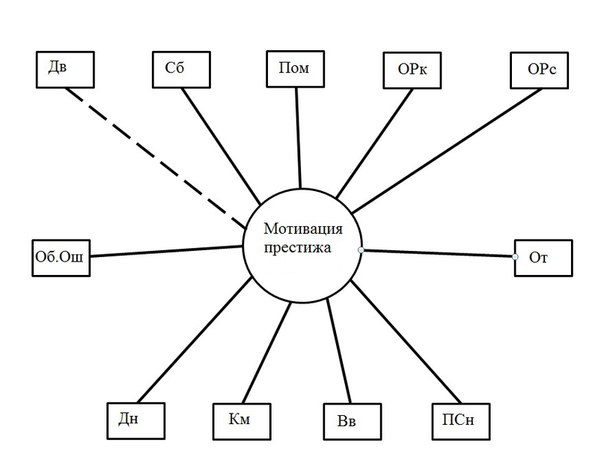 Дв
Сб
Пом
ОРк
ОРс
Мотивация
престижа
Об.Ош
От
Дн
Км
Вв
ПСн